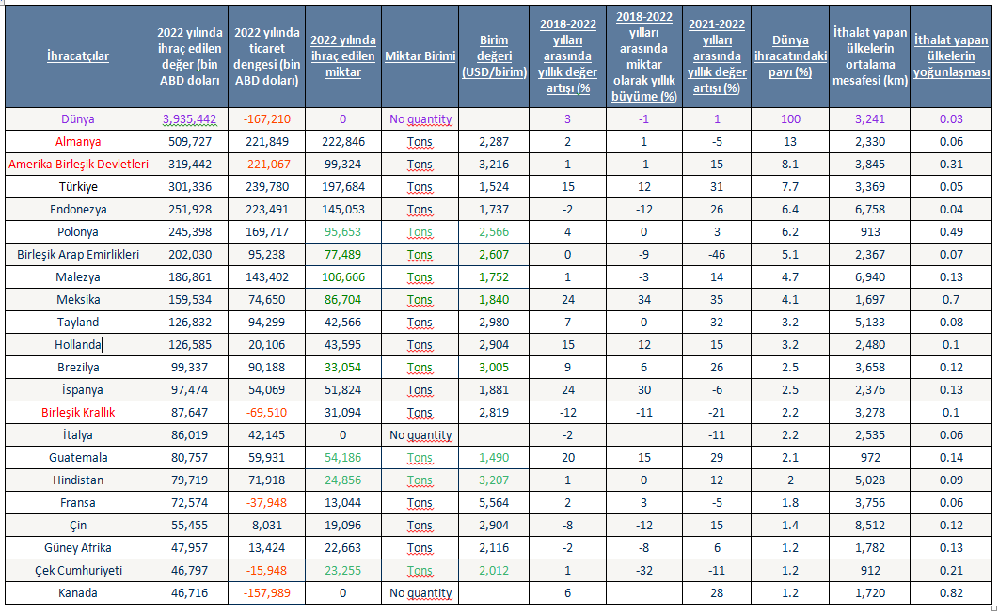 İhracatçılar | 2022 yılında ihraç edilen değer (bin ABD doları | 2022 yılında ticaret dengesi (bin ABD doları) | 2022 yılında ihraç edilen miktar | Miktar Birimi | Birim değeri (USD/birim) | 2018-2022 yılları arasında yıllık değer artışı (% | 2018-2022 yılları arasında miktar olarak yıllık büyüme (%) | 2021-2022 yılları arasında yıllık değer artışı (%) | Dünya ihracatındaki payı (%) | İthalat yapan ülkelerin ortalama mesafesi (km) | İthalat yapan ülkelerin yoğunlaşması
Dünya | 3,935,442 | -167,210 | 0 | No quantity | | 3 | -1 | 1 | 100 | 3,241 | 0.03
Almanya | 509,727 | 221,849 | 222,846 | Tons | 2,287 | 2 | 1 | -5 | 13 | 2,330 | 0.06
Amerika Birleşik Devletleri | 319,442 | -221,067 | 99,324 | Tons | 3,216 | 1 | -1 | 15 | 8.1 | 3,845 | 0.31
Türkiye | 301,336 | 239,780 | 197,684 | Tons | 1,524 | 15 | 12 | 31 | 7.7 | 3,369 | 0.05
Endonezya | 251,928 | 223,491 | 145,053 | Tons | 1,737 | -2 | -12 | 26 | 6.4 | 6,758 | 0.04
Polonya | 245,398 | 169,717 | 95,653 | Tons | 2,566 | 4 | 0 | 3 | 6.2 | 913 | 0.49
Birleşik Arap Emirlikleri | 202,030 | 95,238 | 77,489 | Tons | 2,607 | 0 | -9 | -46 | 5.1 | 2,367 | 0.07
Malezya | 186,861 | 143,402 | 106,666 | Tons | 1,752 | 1 | -3 | 14 | 4.7 | 6,940 | 0.13
Meksika | 159,534 | 74,650 | 86,704 | Tons | 1,840 | 24 | 34 | 35 | 4.1 | 1,697 | 0.7
Tayland | 126,832 | 94,299 | 42,566 | Tons | 2,980 | 7 | 0 | 32 | 3.2 | 5,133 | 0.08
Hollanda | 126,585 | 20,106 | 43,595 | Tons | 2,904 | 15 | 12 | 15 | 3.2 | 2,480 | 0.1
Brezilya | 99,337 | 90,188 | 33,054 | Tons | 3,005 | 9 | 6 | 26 | 2.5 | 3,658 | 0.12
İspanya | 97,474 | 54,069 | 51,824 | Tons | 1,881 | 24 | 30 | -6 | 2.5 | 2,376 | 0.13
Birleşik Krallık | 87,647 | -69,510 | 31,094 | Tons | 2,819 | -12 | -11 | -21 | 2.2 | 3,278 | 0.1
İtalya | 86,019 | 42,145 | 0 | No quantity | | -2 | | -11 | 2.2 | 2,535 | 0.06
Guatemala | 80,757 | 59,931 | 54,186 | Tons | 1,490 | 20 | 15 | 29 | 2.1 | 972 | 0.14
Hindistan | 79,719 | 71,918 | 24,856 | Tons | 3,207 | 1 | 0 | 12 | 2 | 5,028 | 0.09
Fransa | 72,574 | -37,948 | 13,044 | Tons | 5,564 | 2 | 3 | -5 | 1.8 | 3,756 | 0.06
Çin | 55,455 | 8,031 | 19,096 | Tons | 2,904 | -8 | -12 | 15 | 1.4 | 8,512 | 0.12
Güney Afrika | 47,957 | 13,424 | 22,663 | Tons | 2,116 | -2 | -8 | 6 | 1.2 | 1,782 | 0.13
Çek Cumhuriyeti | 46,797 | -15,948 | 23,255 | Tons | 2,012 | 1 | -32 | -11 | 1.2 | 912 | 0.21
Kanada | 46,716 | -157,989 | 0 | No quantity | | 6 | | 28 | 1.2 | 1,720 | 0.82